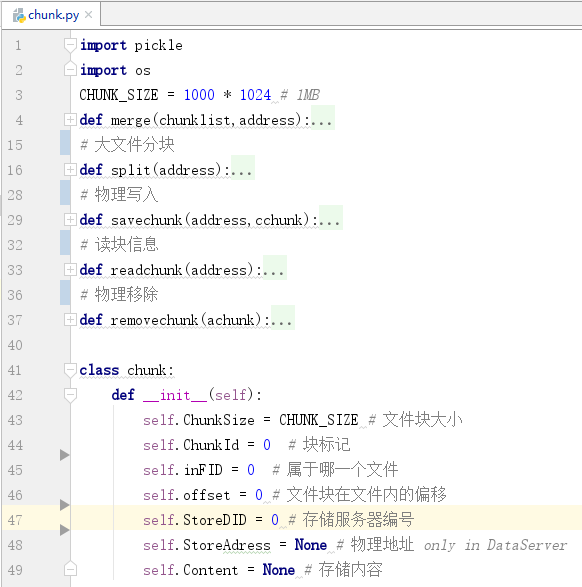 chunk.py
1 import pickle
2 import os
3 CHUNK_SIZE = 1000 * 1024 # 1MB
4 def merge(chunklist,address):...
15 # 大文件分块
16 def split(address):...
28 # 物理写入
29 def savechunk(address,cchunk):...
32 # 读块信息
33 def readchunk(address):...
36 # 物理移除
37 def removechunk(achunk):...
40
41 class chunk:
42 def __init__(self):
43 self.ChunkSize = CHUNK_SIZE # 文件块大小
44 self.ChunkId = 0 # 块标记
45 self.inFID = 0 # 属于哪一个文件
46 self.offset = 0 # 文件块在文件内的偏移
47 self.StoreDID = 0 # 存储服务器编号
48 self.StoreAdress = None # 物理地址 only in DataServer
49 self.Content = None # 存储内容